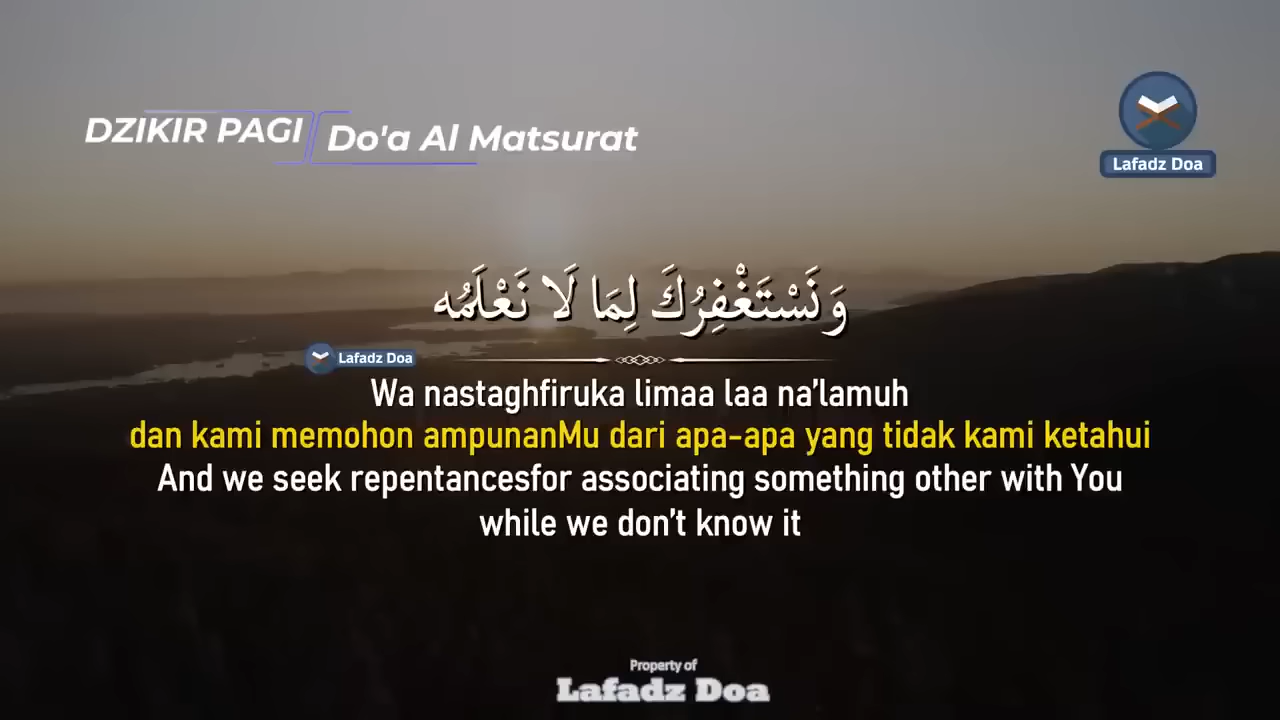 DZIKIR PAGI
Do'a Al Matsurat
Lafadz Doa
وَنَسْتَغْفِرُكَ لِمَا لَا نَعْلَمُه
Lafadz Doa
Wa nastaghfiruka limaa laa na’lamuh
dan kami memohon ampunanMu dari apa-apa yang tidak kami ketahui
And we seek repentancesfor associating something other with You
while we don’t know it
Property of
Lafadz Doa